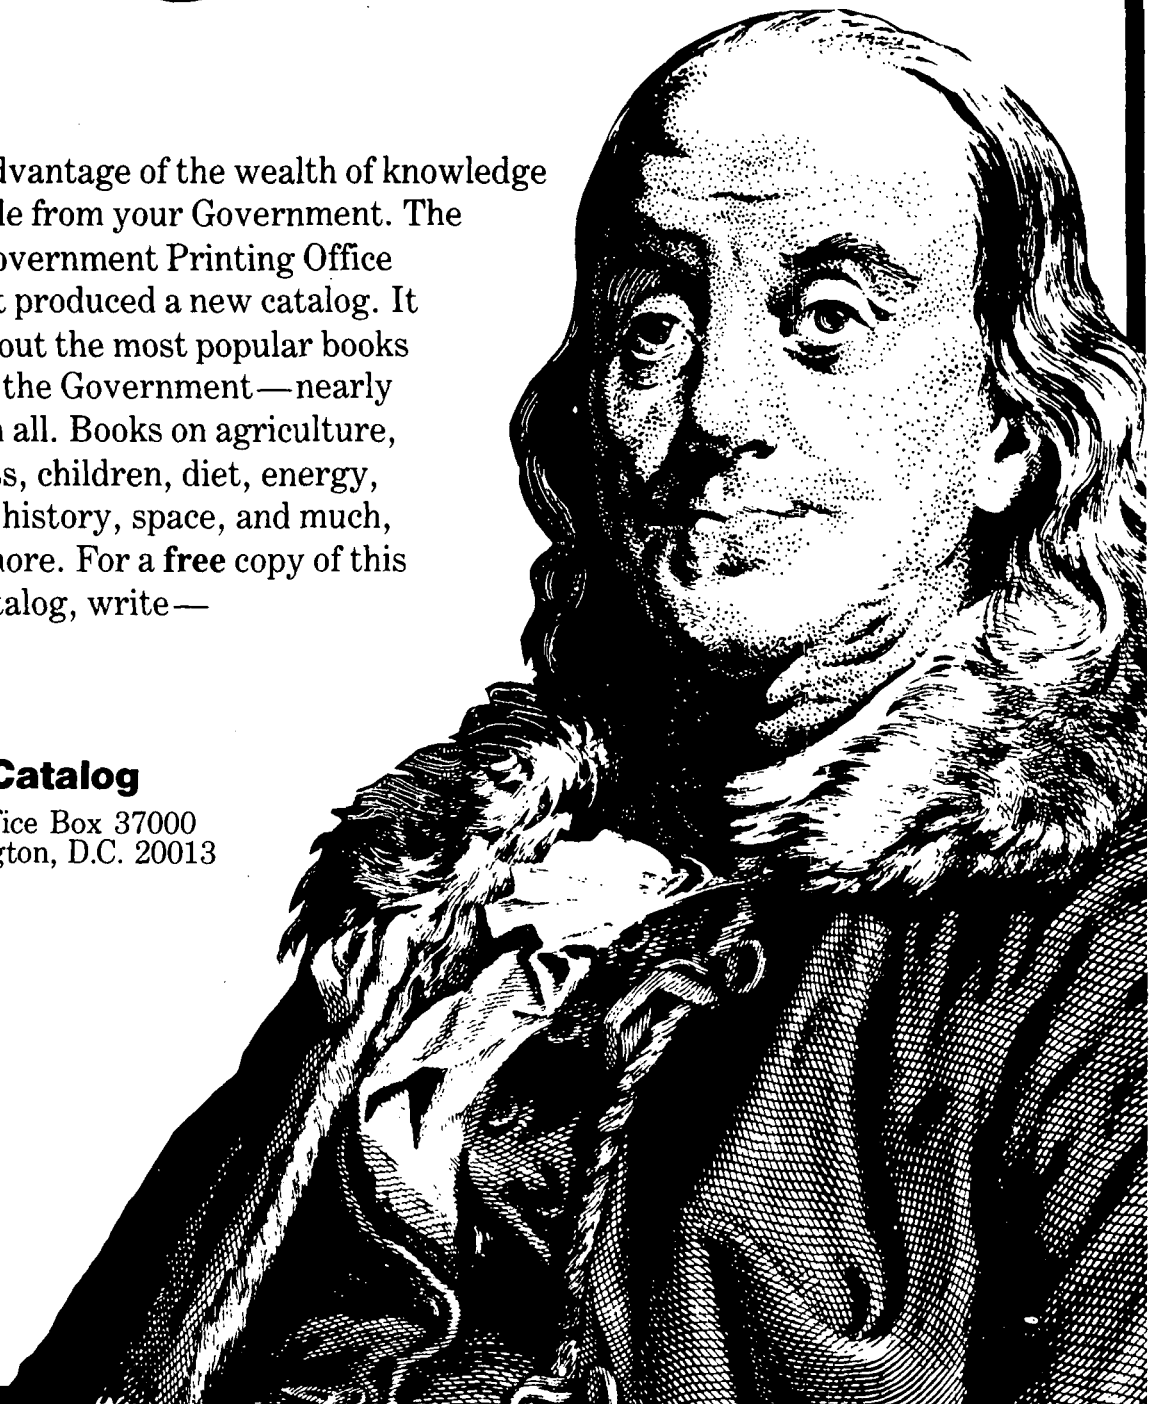 dvantage of the wealth of knowledge
le from your Government. The
overnment Printing Office
t produced a new catalog. It
out the most popular books
the Government—nearly
n all. Books on agriculture,
s, children, diet, energy,
history, space, and much,
ore. For a free copy of this
talog, write—
Catalog
ice Box 37000
gton, D.C. 20013